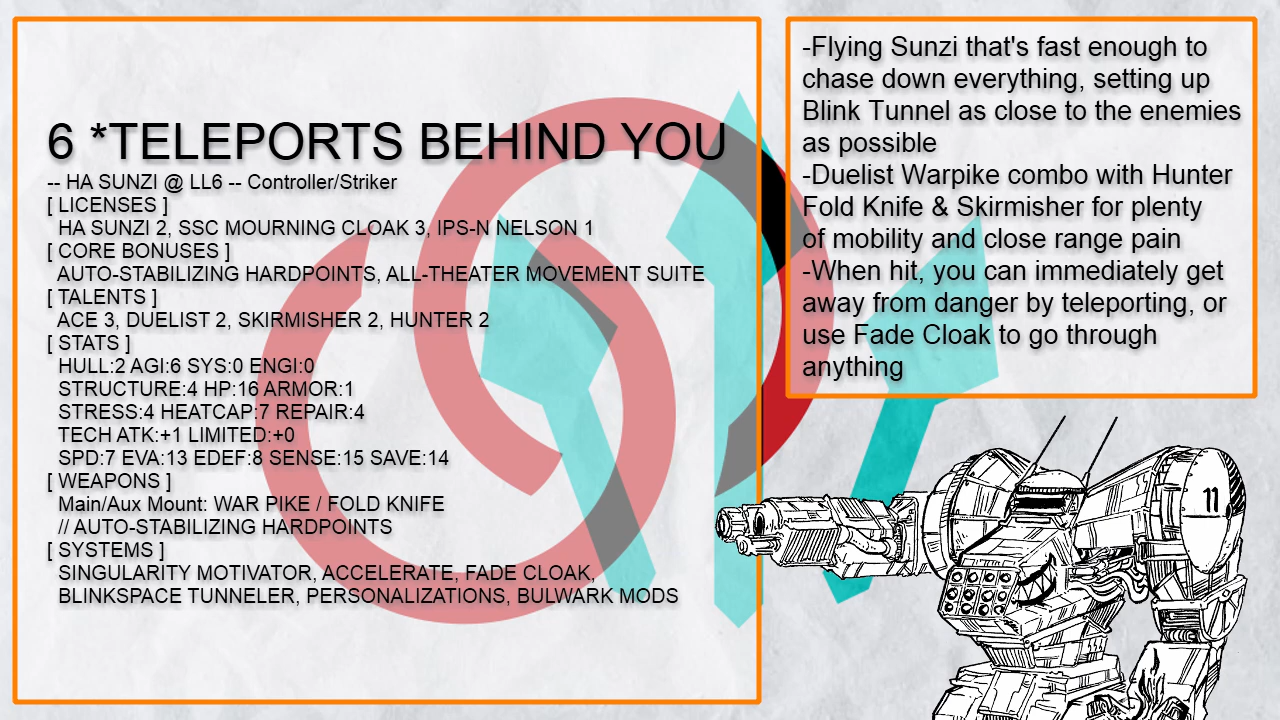 6 *TELEPORTS BEHIND YOU
-- HA SUNZI @ LL6 -- Controller/Striker
[ LICENSES ]
HA SUNZI 2, SSC MOURNING CLOAK 3, IPS-N NELSON 1
[ CORE BONUSES ]
AUTO-STABILIZING HARDPOINTS, ALL-THEATER MOVEMENT SUITE
[ TALENTS ]
ACE 3, DUELIST 2, SKIRMISHER 2, HUNTER 2
[ STATS ]
HULL:2 AGI:6 SYS:0 ENGI:0
STRUCTURE:4 HP:16 ARMOR:1
STRESS:4 HEATCAP:7 REPAIR:4
TECH ATK:+1 LIMITED:+0
SPD:7 EVA:13 EDEF:8 SENSE:15 SAVE:14
[ WEAPONS ]
Main/Aux Mount: WAR PIKE / FOLD KNIFE
// AUTO-STABILIZING HARDPOINTS
[ SYSTEMS ]
SINGULARITY MOTIVATOR, ACCELERATE, FADE CLOAK,
BLINKSPACE TUNNELER, PERSONALIZATIONS, BULWARK MODS
-Flying Sunzi that's fast enough to
chase down everything, setting up
Blink Tunnel as close to the enemies
as possible
-Duelist Warpike combo with Hunter
Fold Knife & Skirmisher for plenty
of mobility and close range pain
-When hit, you can immediately get
away from danger by teleporting, or
use Fade Cloak to go through
anything
11